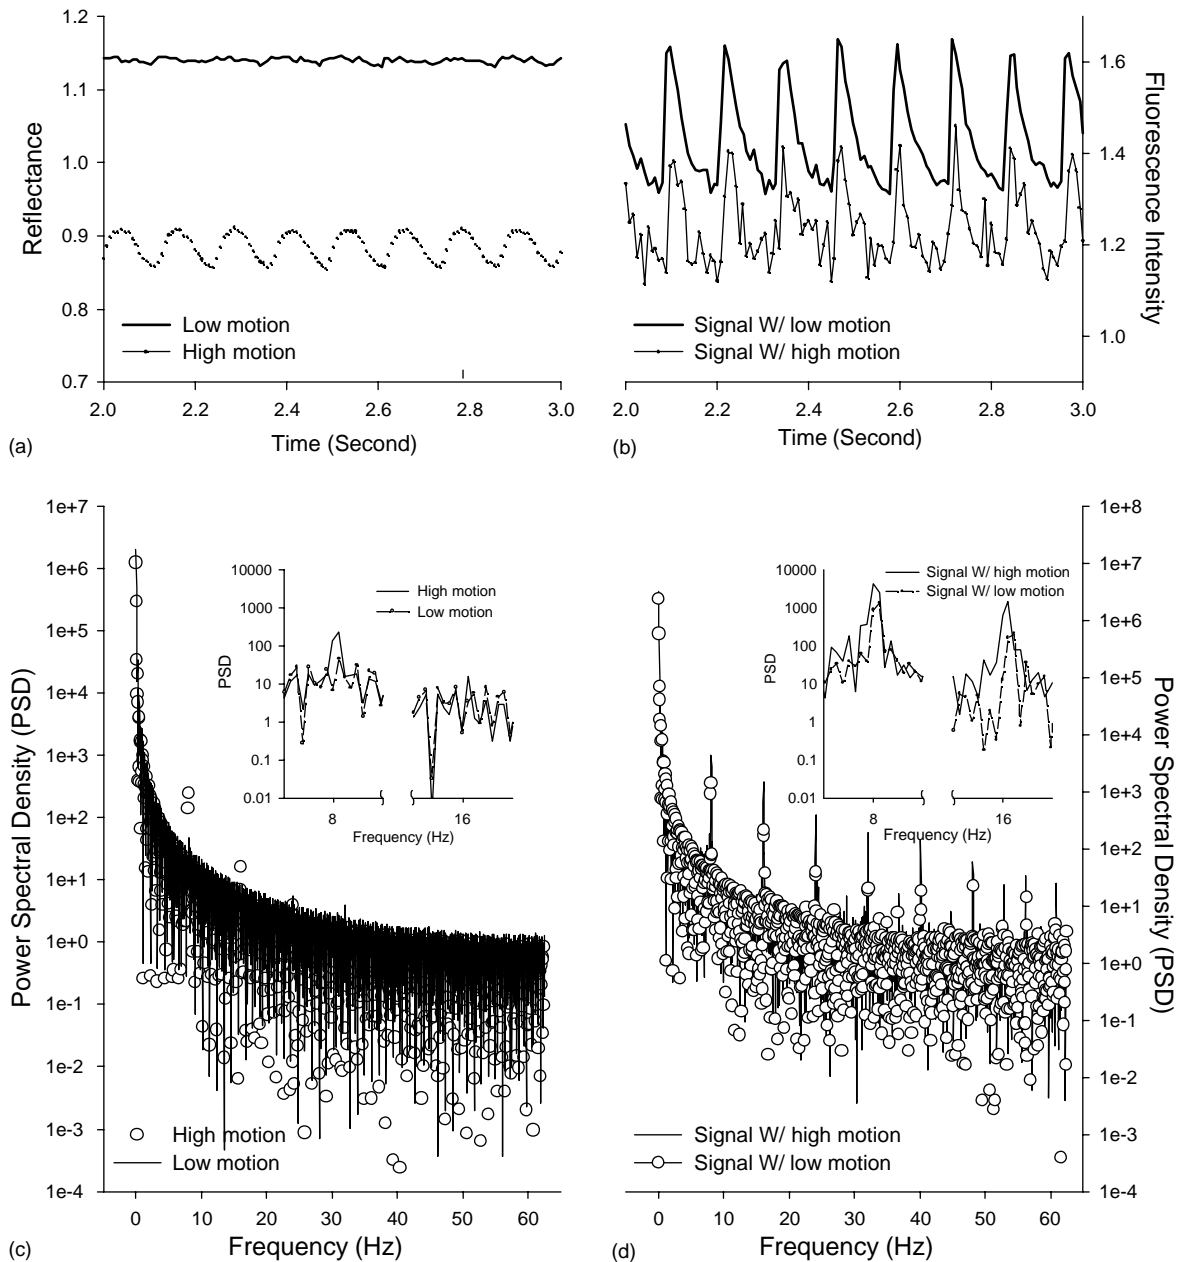 1.2
1.1
1.0
0.9
0.8
0.7
Reflectance
Low motion
High motion
2.0 2.2 2.4 2.6 2.8 3.0
Time (Second)
(a)
1.6
1.4
1.2
1.0
Fluorescence Intensity
Signal W/ low motion
Signal W/ high motion
2.0 2.2 2.4 2.6 2.8 3.0
Time (Second)
(b)
1e+7
1e+6
1e+5
1e+4
1e+3
1e+2
1e+1
1e+0
1e-1
1e-2
1e-3
1e-4
Power Spectral Density (PSD)
10000
1000
100
10
1
0.1
0.01
PSD
High motion
Low motion
8 16
Frequency (Hz)
High motion
Low motion
0 10 20 30 40 50 60
Frequency (Hz)
(c)
1e+8
1e+7
1e+6
1e+5
1e+4
1e+3
1e+2
1e+1
1e+0
1e-1
1e-2
1e-3
1e-4
Power Spectral Density (PSD)
10000
1000
100
10
1
0.1
0.01
PSD
Signal W/ high motion
Signal W/ low motion
8 16
Frequency (Hz)
Signal W/ high motion
Signal W/ low motion
0 10 20 30 40 50 60
Frequency (Hz)
(d)